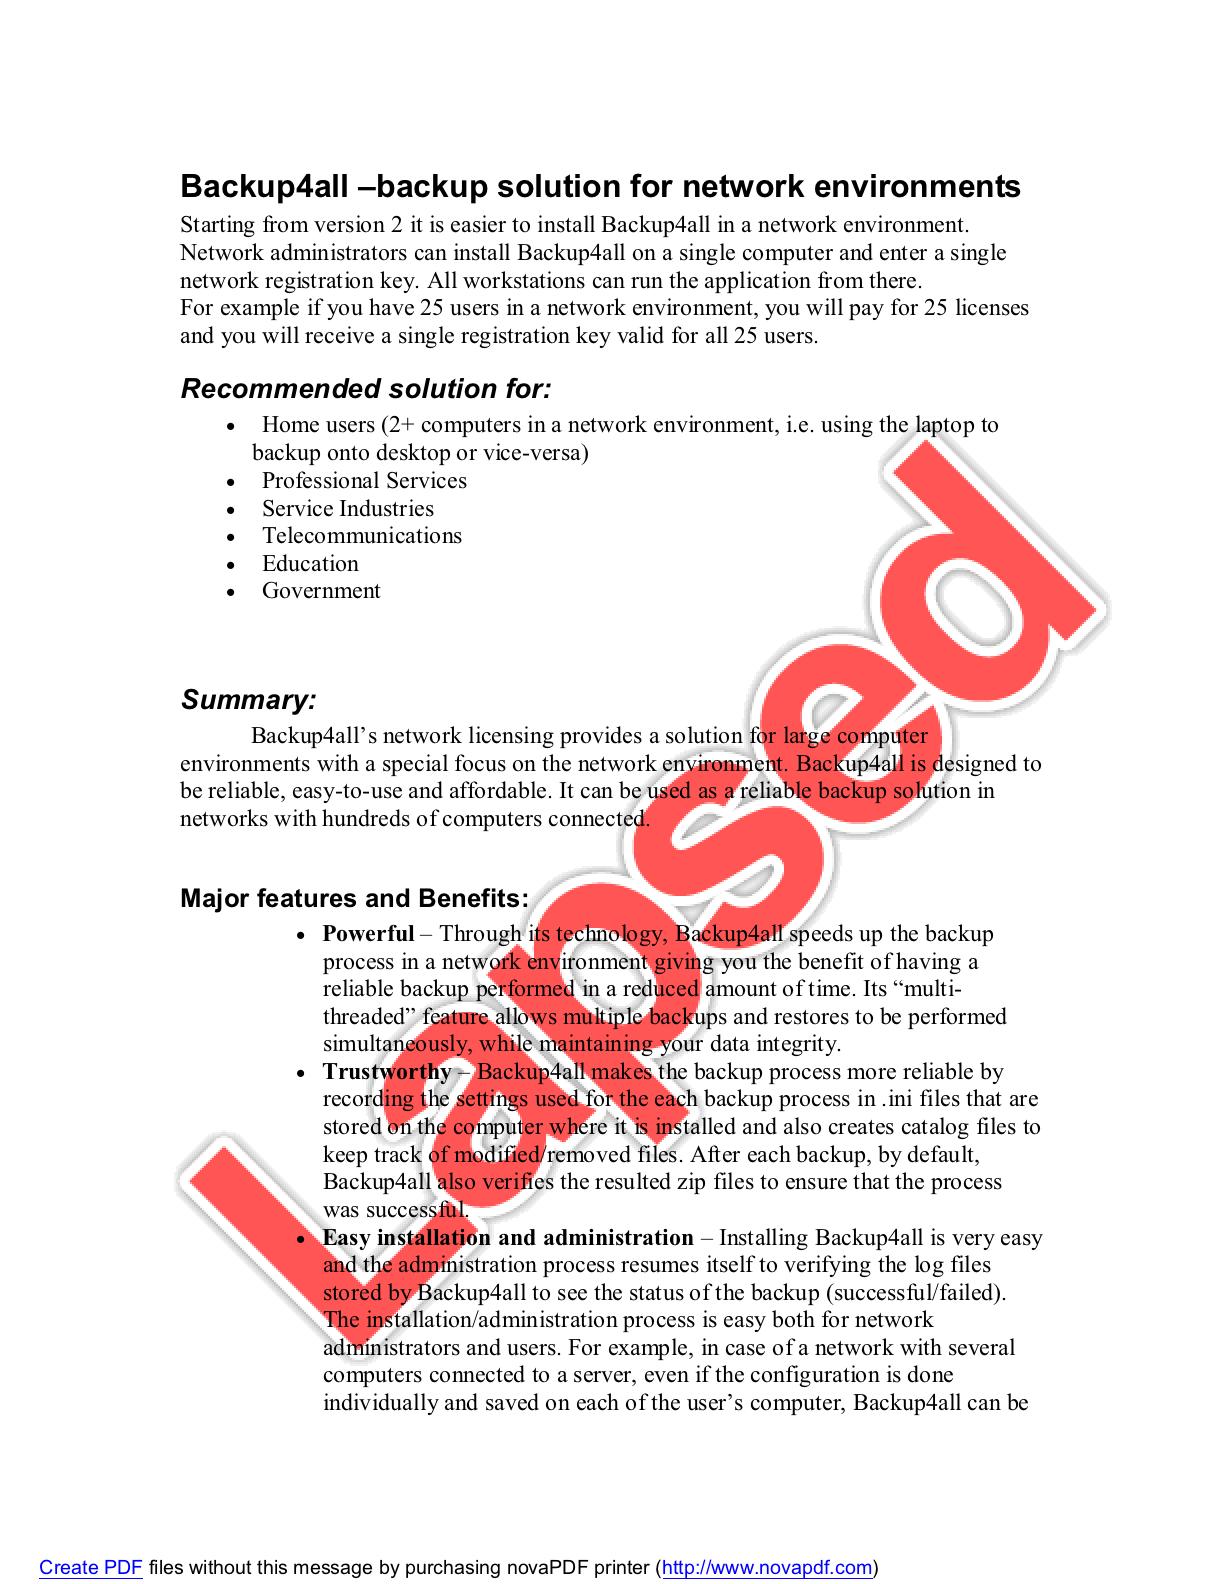 Backup4all –backup solution for network environments
Starting from version 2 it is easier to install Backup4all in a network environment.
Network administrators can install Backup4all on a single computer and enter a single
network registration key. All workstations can run the application from there.
For example if you have 25 users in a network environment, you will pay for 25 licenses
and you will receive a single registration key valid for all 25 users.
Recommended solution for:
• Home users (2+ computers in a network environment, i.e. using the laptop to
backup onto desktop or vice-versa)
• Professional Services
• Service Industries
• Telecommunications
• Education
• Government
Summary:
Backup4all’s network licensing provides a solution for large computer
environments with a special focus on the network environment. Backup4all is designed to
be reliable, easy-to-use and affordable. It can be used as a reliable backup solution in
networks with hundreds of computers connected.
Major features and Benefits:
• Powerful – Through its technology, Backup4all speeds up the backup
process in a network environment giving you the benefit of having a
reliable backup performed in a reduced amount of time. Its “multi-
threaded” feature allows multiple backups and restores to be performed
simultaneously, while maintaining your data integrity.
• Trustworthy – Backup4all makes the backup process more reliable by
recording the settings used for the each backup process in .ini files that are
stored on the computer where it is installed and also creates catalog files to
keep track of modified/removed files. After each backup, by default,
Backup4all also verifies the resulted zip files to ensure that the process
was successful.
• Easy installation and administration – Installing Backup4all is very easy
and the administration process resumes itself to verifying the log files
stored by Backup4all to see the status of the backup (successful/failed).
The installation/administration process is easy both for network
administrators and users. For example, in case of a network with several
computers connected to a server, even if the configuration is done
individually and saved on each of the user’s computer, Backup4all can be
Lapsed
Create PDF files without this message by purchasing novaPDF printer (http://www.novapdf.com)